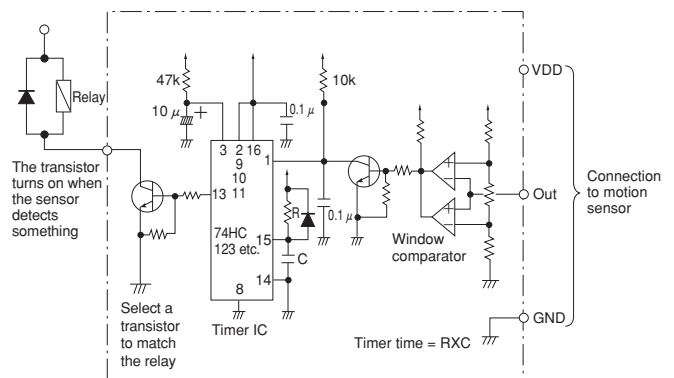 VDD
47k
10k
Relay
10 μ
+
0.1 μ
3 2 16
9
10
11
1
13
The transistor
turns on when
the sensor
detects
something
Connection
to motion
sensor
Out
+
−
+
−
R
0.1 μ
74HC
123 etc.
15
C
14
8
Window
comparator
Select a
transistor
to match
the relay
Timer IC
Timer time = RXC
GND